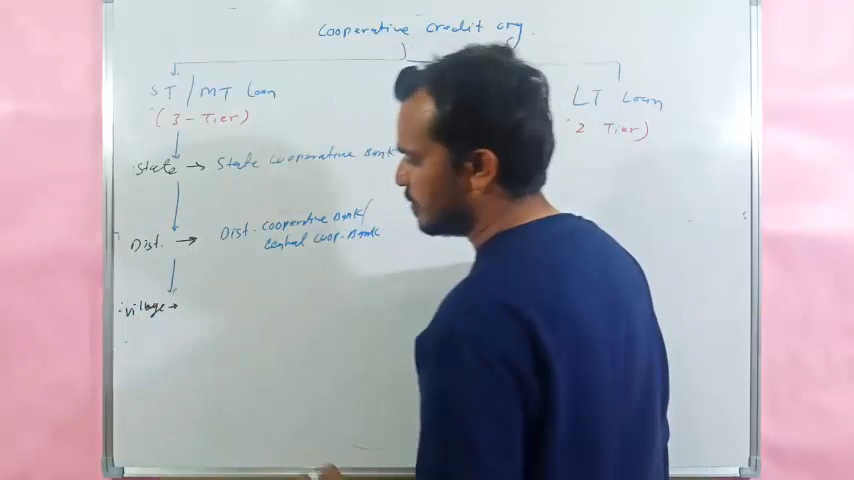 Cooperative Credit Orgy.
ST / MT Loan
(3 - Tier)
LT Loan
2 Tier)
State → State Cooperative Bank
Dist. → Dist. Cooperative Bank /
Central Coop. Bank
village →